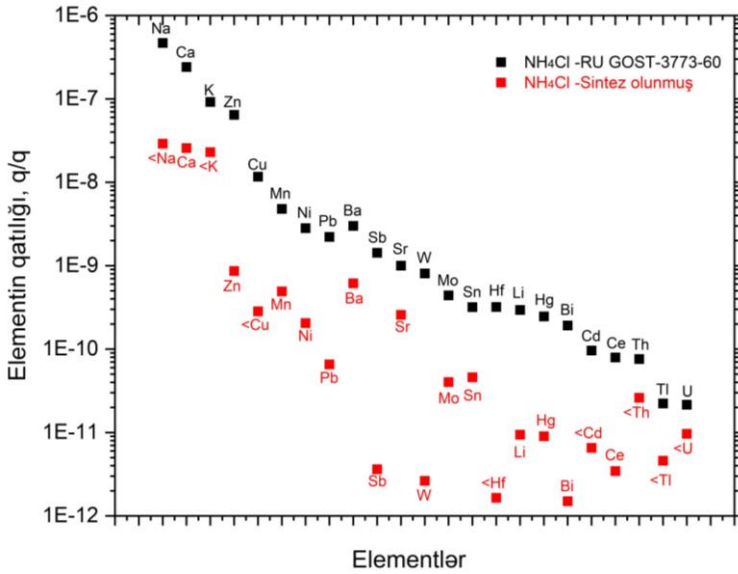 Elementin qatılığı, q/q
1E-6
1E-7
1E-8
1E-9
1E-10
1E-11
1E-12
NH₄Cl -RU GOST-3773-60
NH₄Cl -Sintez olunmuş
Na
Ca
K
Zn
Cu
Mn
Ni
Pb
Ba
Sb
Sr
W
Mo
Sn
Hf
Li
Hg
Bi
Cd
Ce
Th
Tl
U
<Na
Ca
<K
Zn
<Cu
Mn
Ni
Pb
Ba
Sb
Sr
W
Mo
Sn
<Hf
Li
Hg
Bi
<Cd
Ce
<Th
<Tl
<U
Elementlər